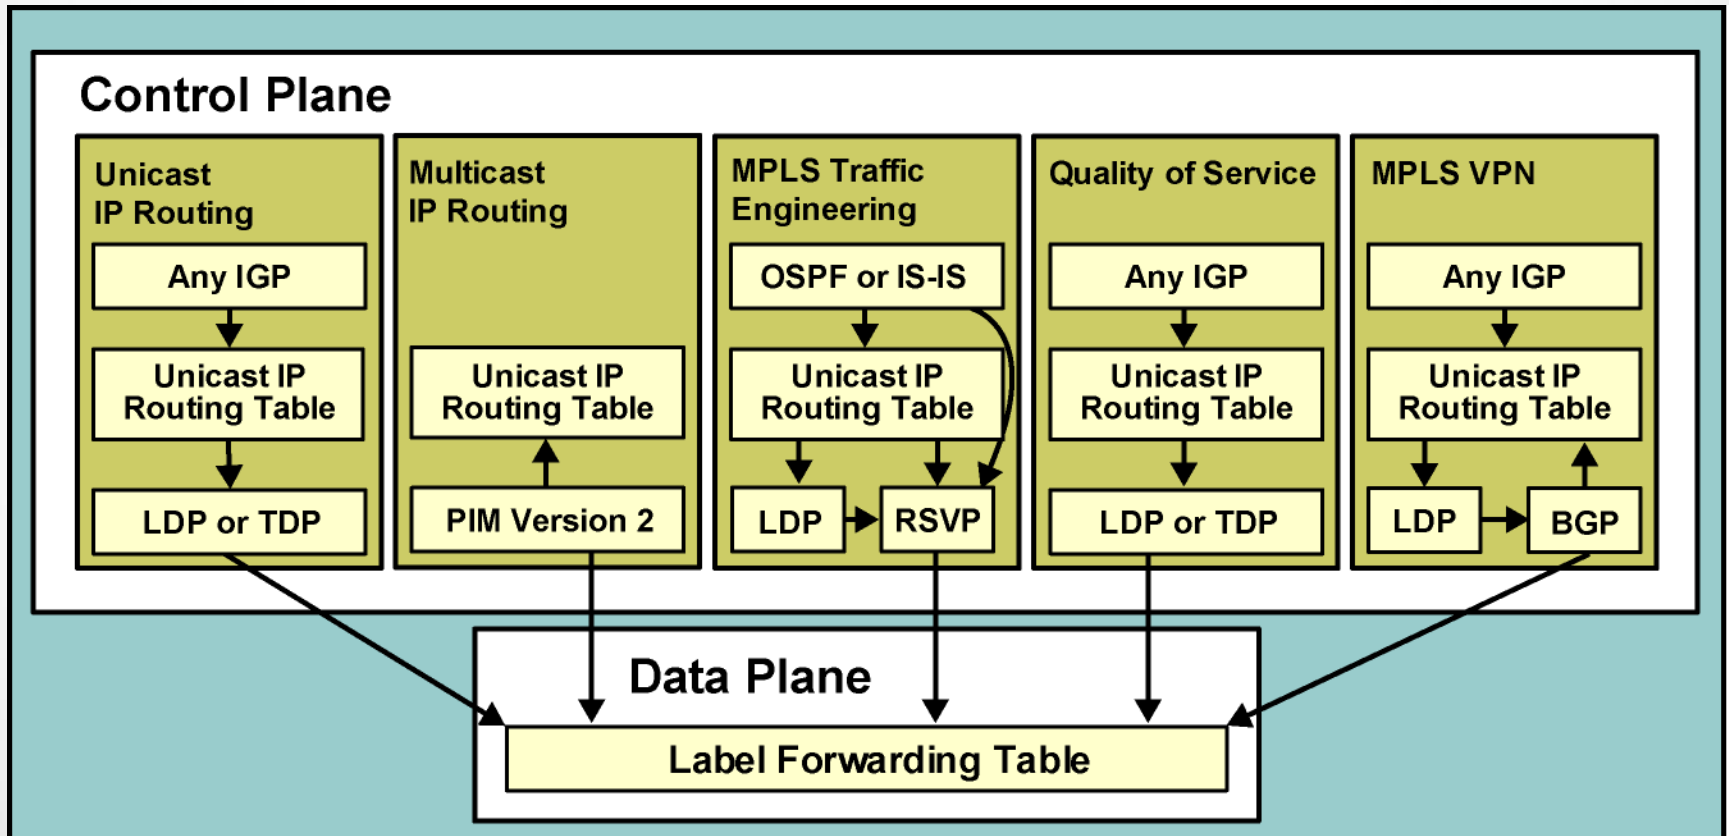 Control Plane
Unicast
IP Routing
Any IGP
Unicast IP
Routing Table
LDP or TDP
Multicast
IP Routing
Unicast IP
Routing Table
PIM Version 2
MPLS Traffic
Engineering
OSPF or IS-IS
Unicast IP
Routing Table
LDP
RSVP
Quality of Service
Any IGP
Unicast IP
Routing Table
LDP or TDP
MPLS VPN
Any IGP
Unicast IP
Routing Table
LDP
BGP
Data Plane
Label Forwarding Table